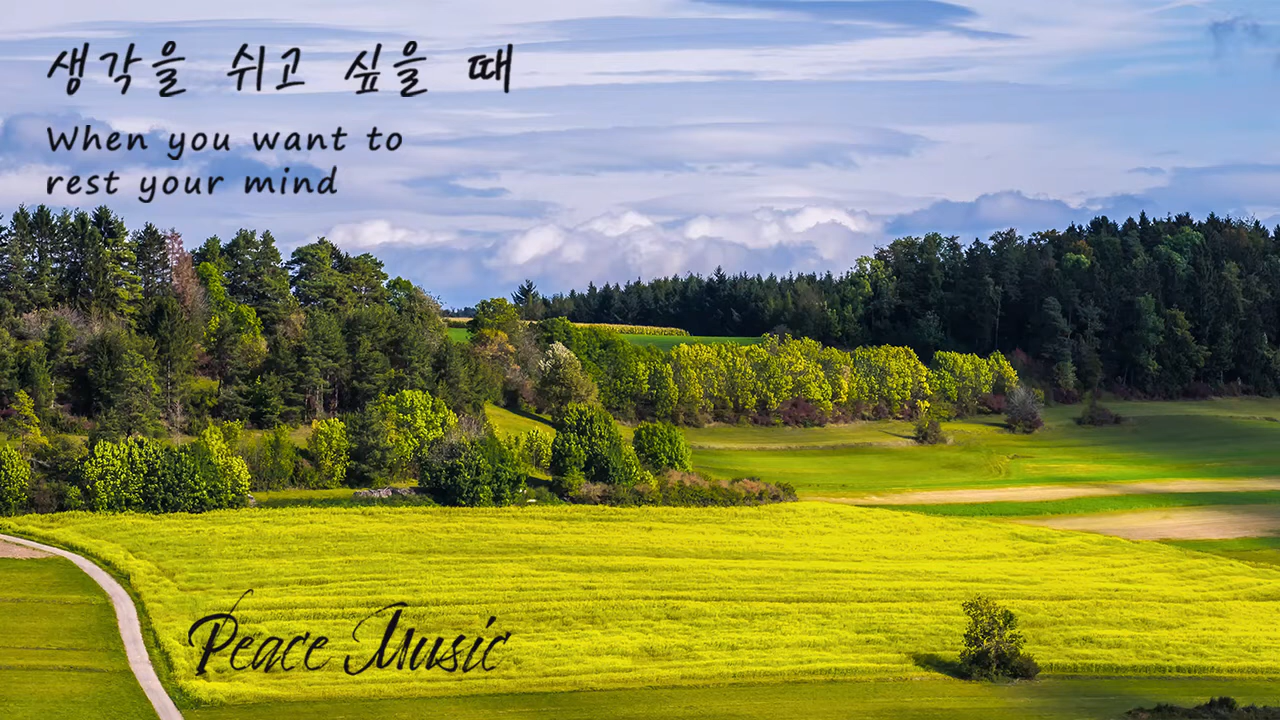 생각을 쉬고 싶을 때
When you want to
rest your mind
Peace Music